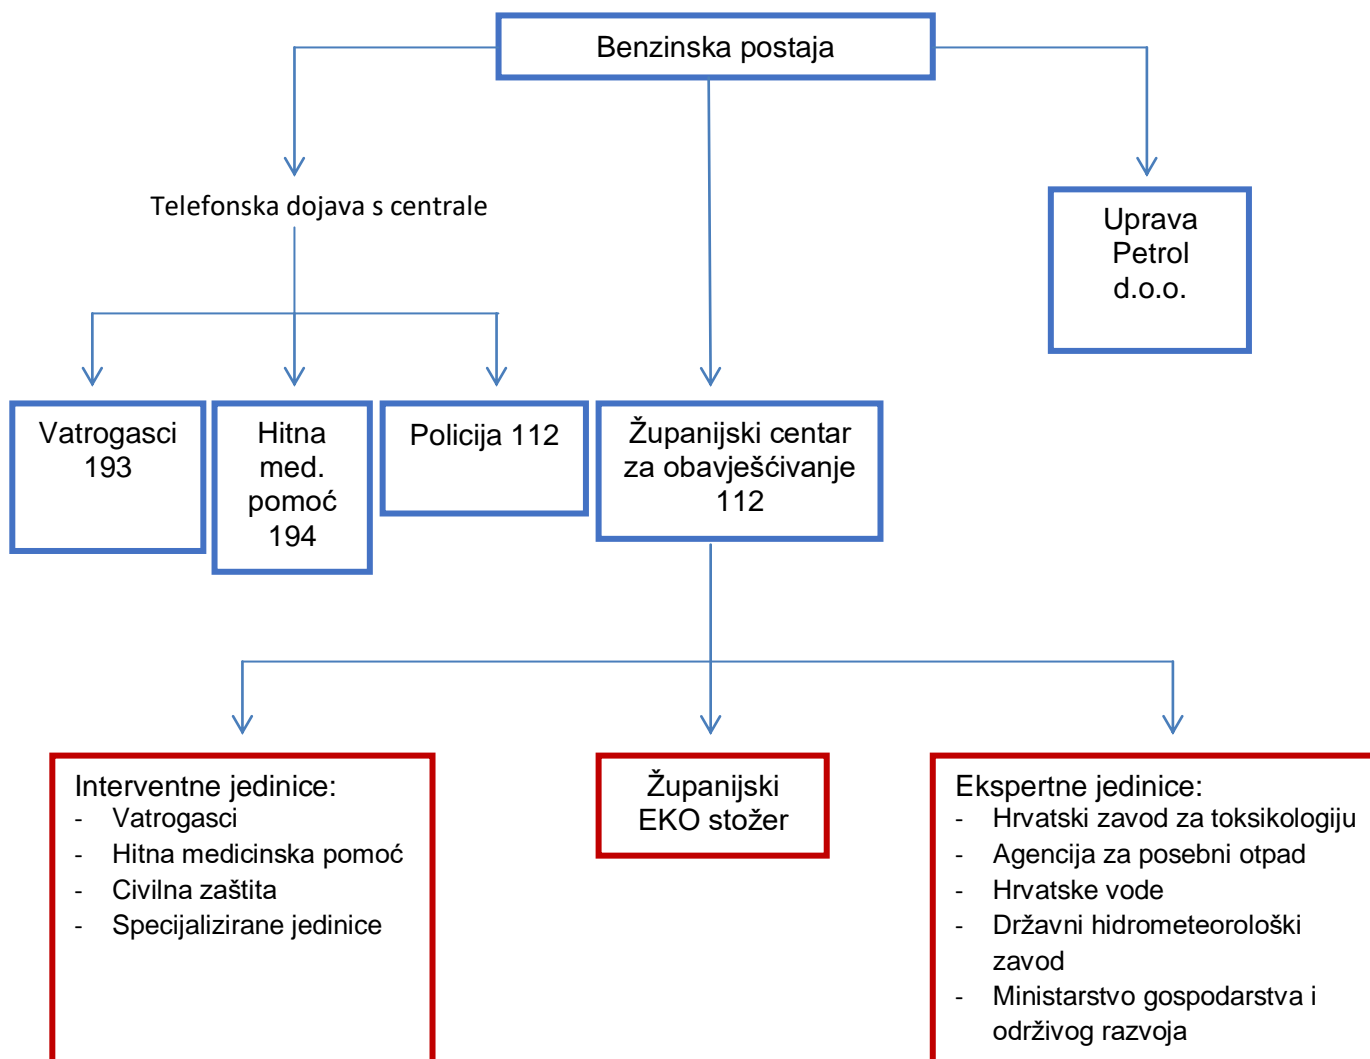 Benzinska postaja
Telefonska dojava s centrale
Uprava
Petrol
d.o.o.
Vatrogasci
193
Hitna
med.
pomoć
194
Policija 112
Županijski centar
za obavješćivanje
112
Interventne jedinice:
- Vatrogasci
- Hitna medicinska pomoć
- Civilna zaštita
- Specijalizirane jedinice
Županijski
EKO stožer
Ekspertne jedinice:
- Hrvatski zavod za toksikologiju
- Agencija za posebni otpad
- Hrvatske vode
- Državni hidrometeorološki
zavod
- Ministarstvo gospodarstva i
održivog razvoja